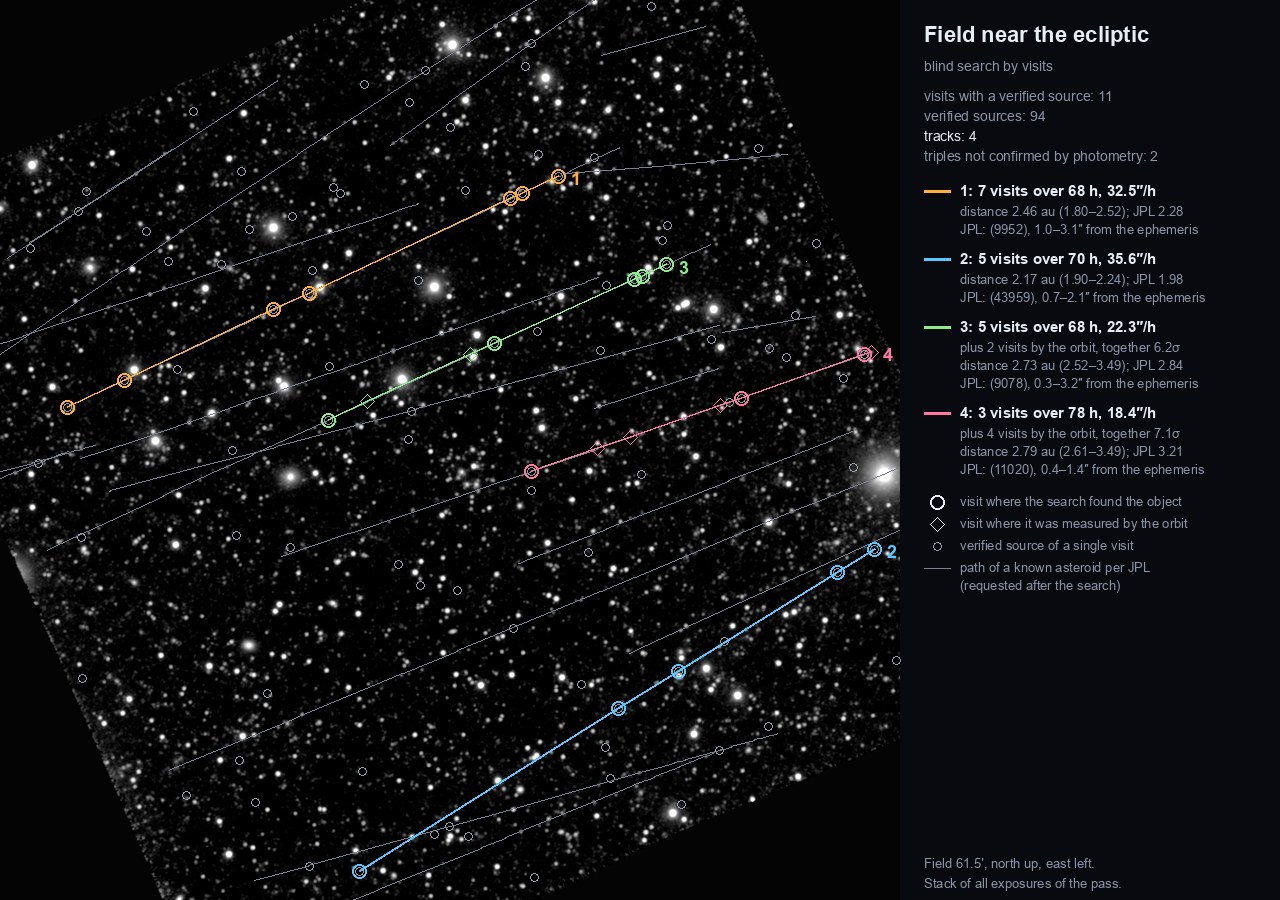 Field near the ecliptic
blind search by visits
visits with a verified source: 11
verified sources: 94
tracks: 4
triples not confirmed by photometry: 2
1: 7 visits over 68 h, 32.5″/h
distance 2.46 au (1.80–2.52); JPL 2.28
JPL: (9952), 1.0–3.1″ from the ephemeris
2: 5 visits over 70 h, 35.6″/h
distance 2.17 au (1.90–2.24); JPL 1.98
JPL: (43959), 0.7–2.1″ from the ephemeris
3: 5 visits over 68 h, 22.3″/h
plus 2 visits by the orbit, together 6.2σ
distance 2.73 au (2.52–3.49); JPL 2.84
JPL: (9078), 0.3–3.2″ from the ephemeris
4: 3 visits over 78 h, 18.4″/h
plus 4 visits by the orbit, together 7.1σ
distance 2.79 au (2.61–3.49); JPL 3.21
JPL: (11020), 0.4–1.4″ from the ephemeris
visit where the search found the object
visit where it was measured by the orbit
verified source of a single visit
path of a known asteroid per JPL
(requested after the search)
Field 61.5′, north up, east left.
Stack of all exposures of the pass.
1
3
4
2